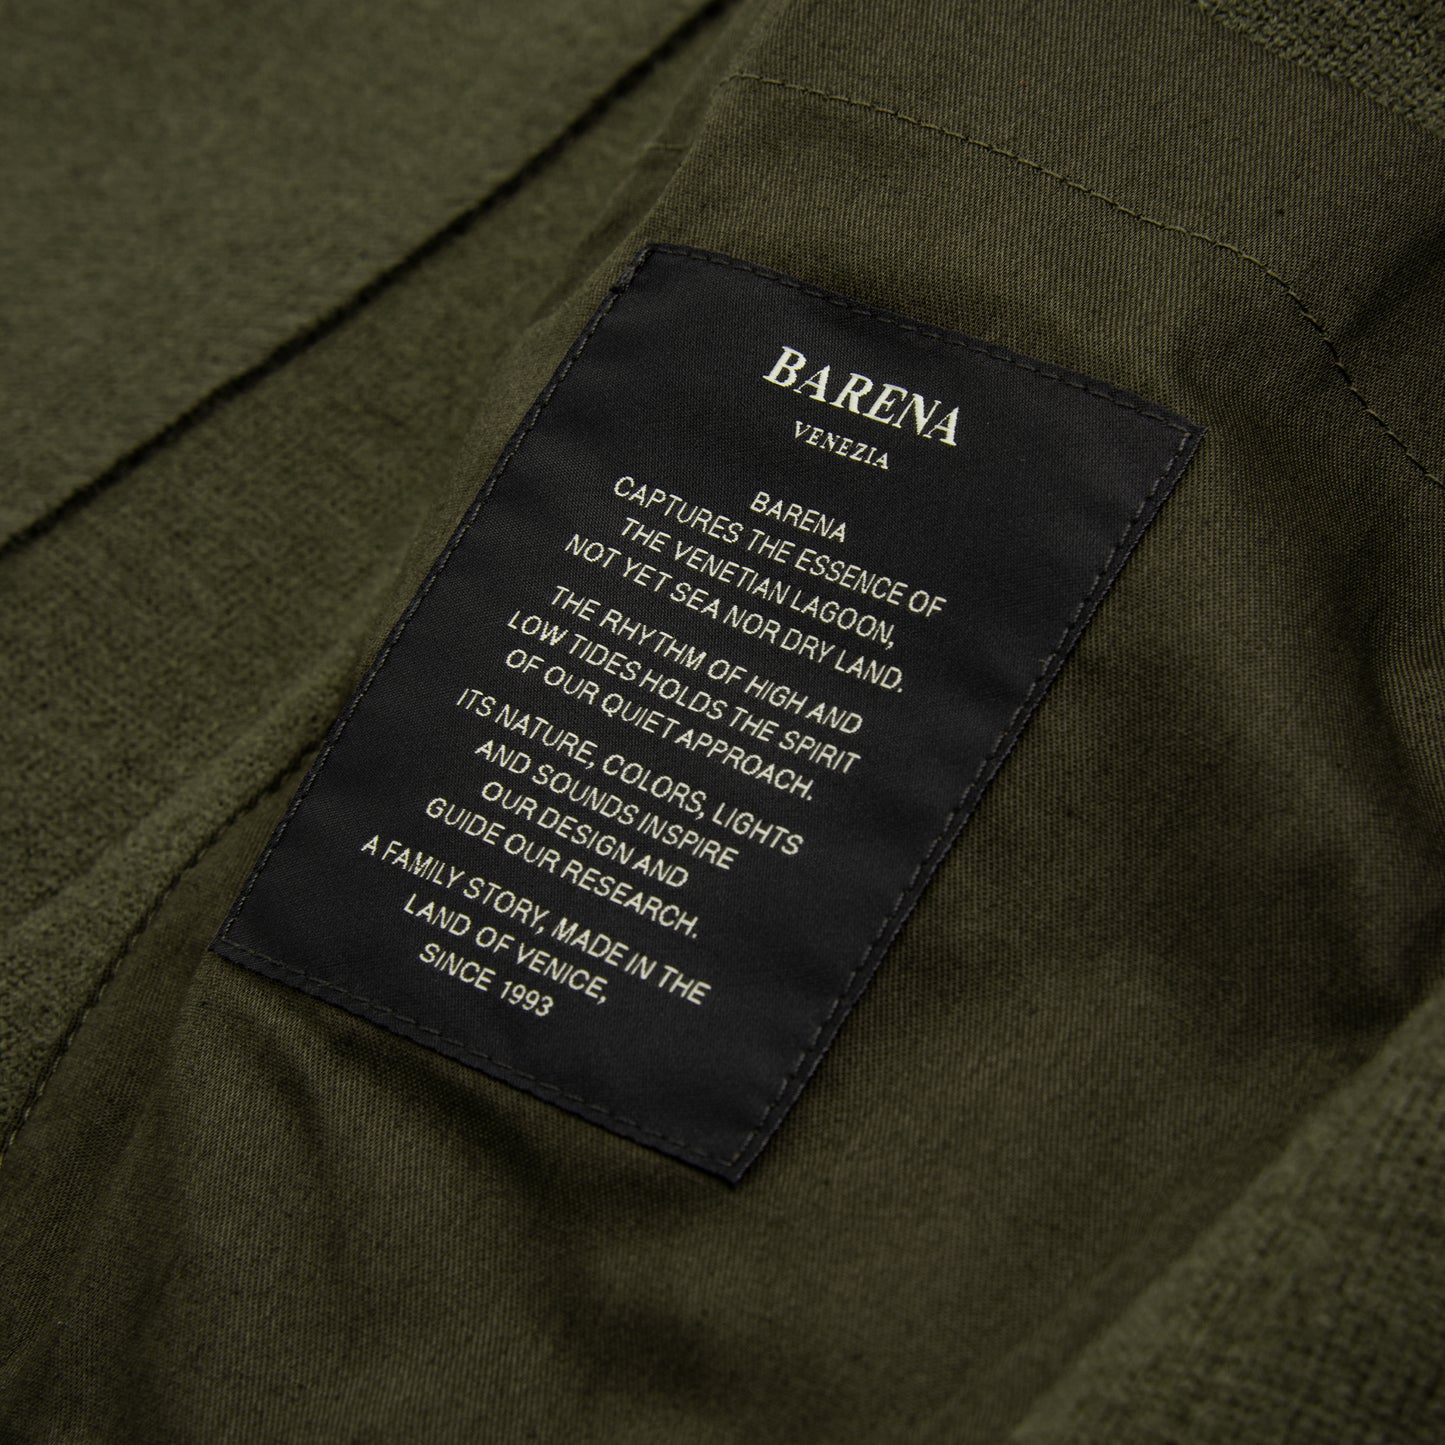 BARENA
VENEZIA
BARENA
CAPTURES THE ESSENCE OF
THE VENETIAN LAGOON,
NOT YET SEA NOR DRY LAND.
THE RHYTHM OF HIGH AND
LOW TIDES HOLDS THE SPIRIT
OF OUR QUIET APPROACH.
ITS NATURE, COLORS, LIGHTS
AND SOUNDS INSPIRE
OUR DESIGN AND
GUIDE OUR RESEARCH.
A FAMILY STORY, MADE IN THE
LAND OF VENICE,
SINCE 1993